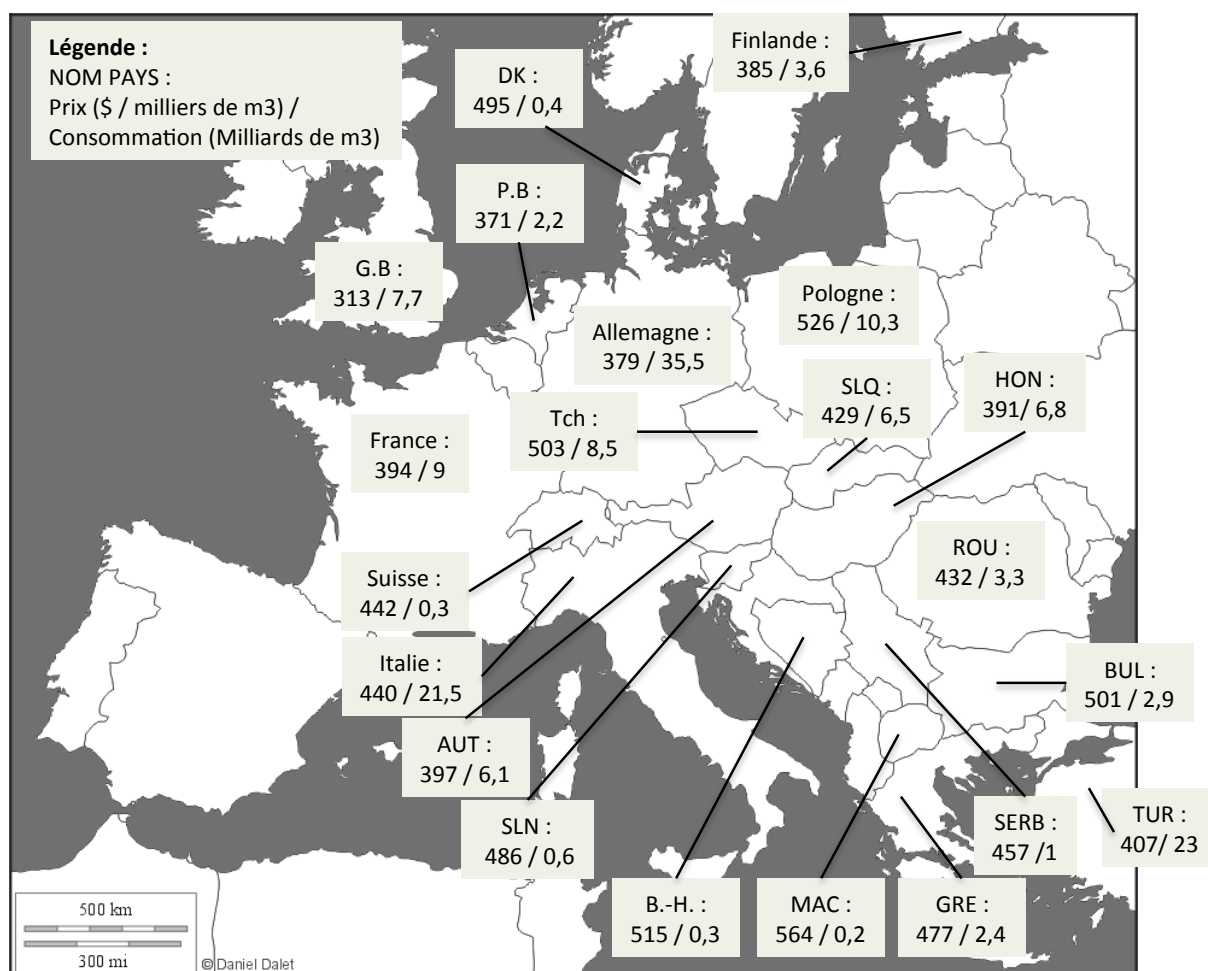 Légende :
NOM PAYS :
Prix ($ / milliers de m3) /
Consommation (Milliards de m3)
Finlande :
385 / 3,6
DK :
495 / 0,4
P.B :
371 / 2,2
G.B :
313 / 7,7
Pologne :
526 / 10,3
Allemagne :
379 / 35,5
SLQ :
429 / 6,5
HON :
391/ 6,8
Tch :
503 / 8,5
France :
394 / 9
ROU :
432 / 3,3
Suisse :
442 / 0,3
Italie :
440 / 21,5
BUL :
501 / 2,9
AUT :
397 / 6,1
SLN :
486 / 0,6
SERB :
457 /1
TUR :
407/ 23
B.-H. :
515 / 0,3
MAC :
564 / 0,2
GRE :
477 / 2,4
500 km
300 mi
© Daniel Dalet